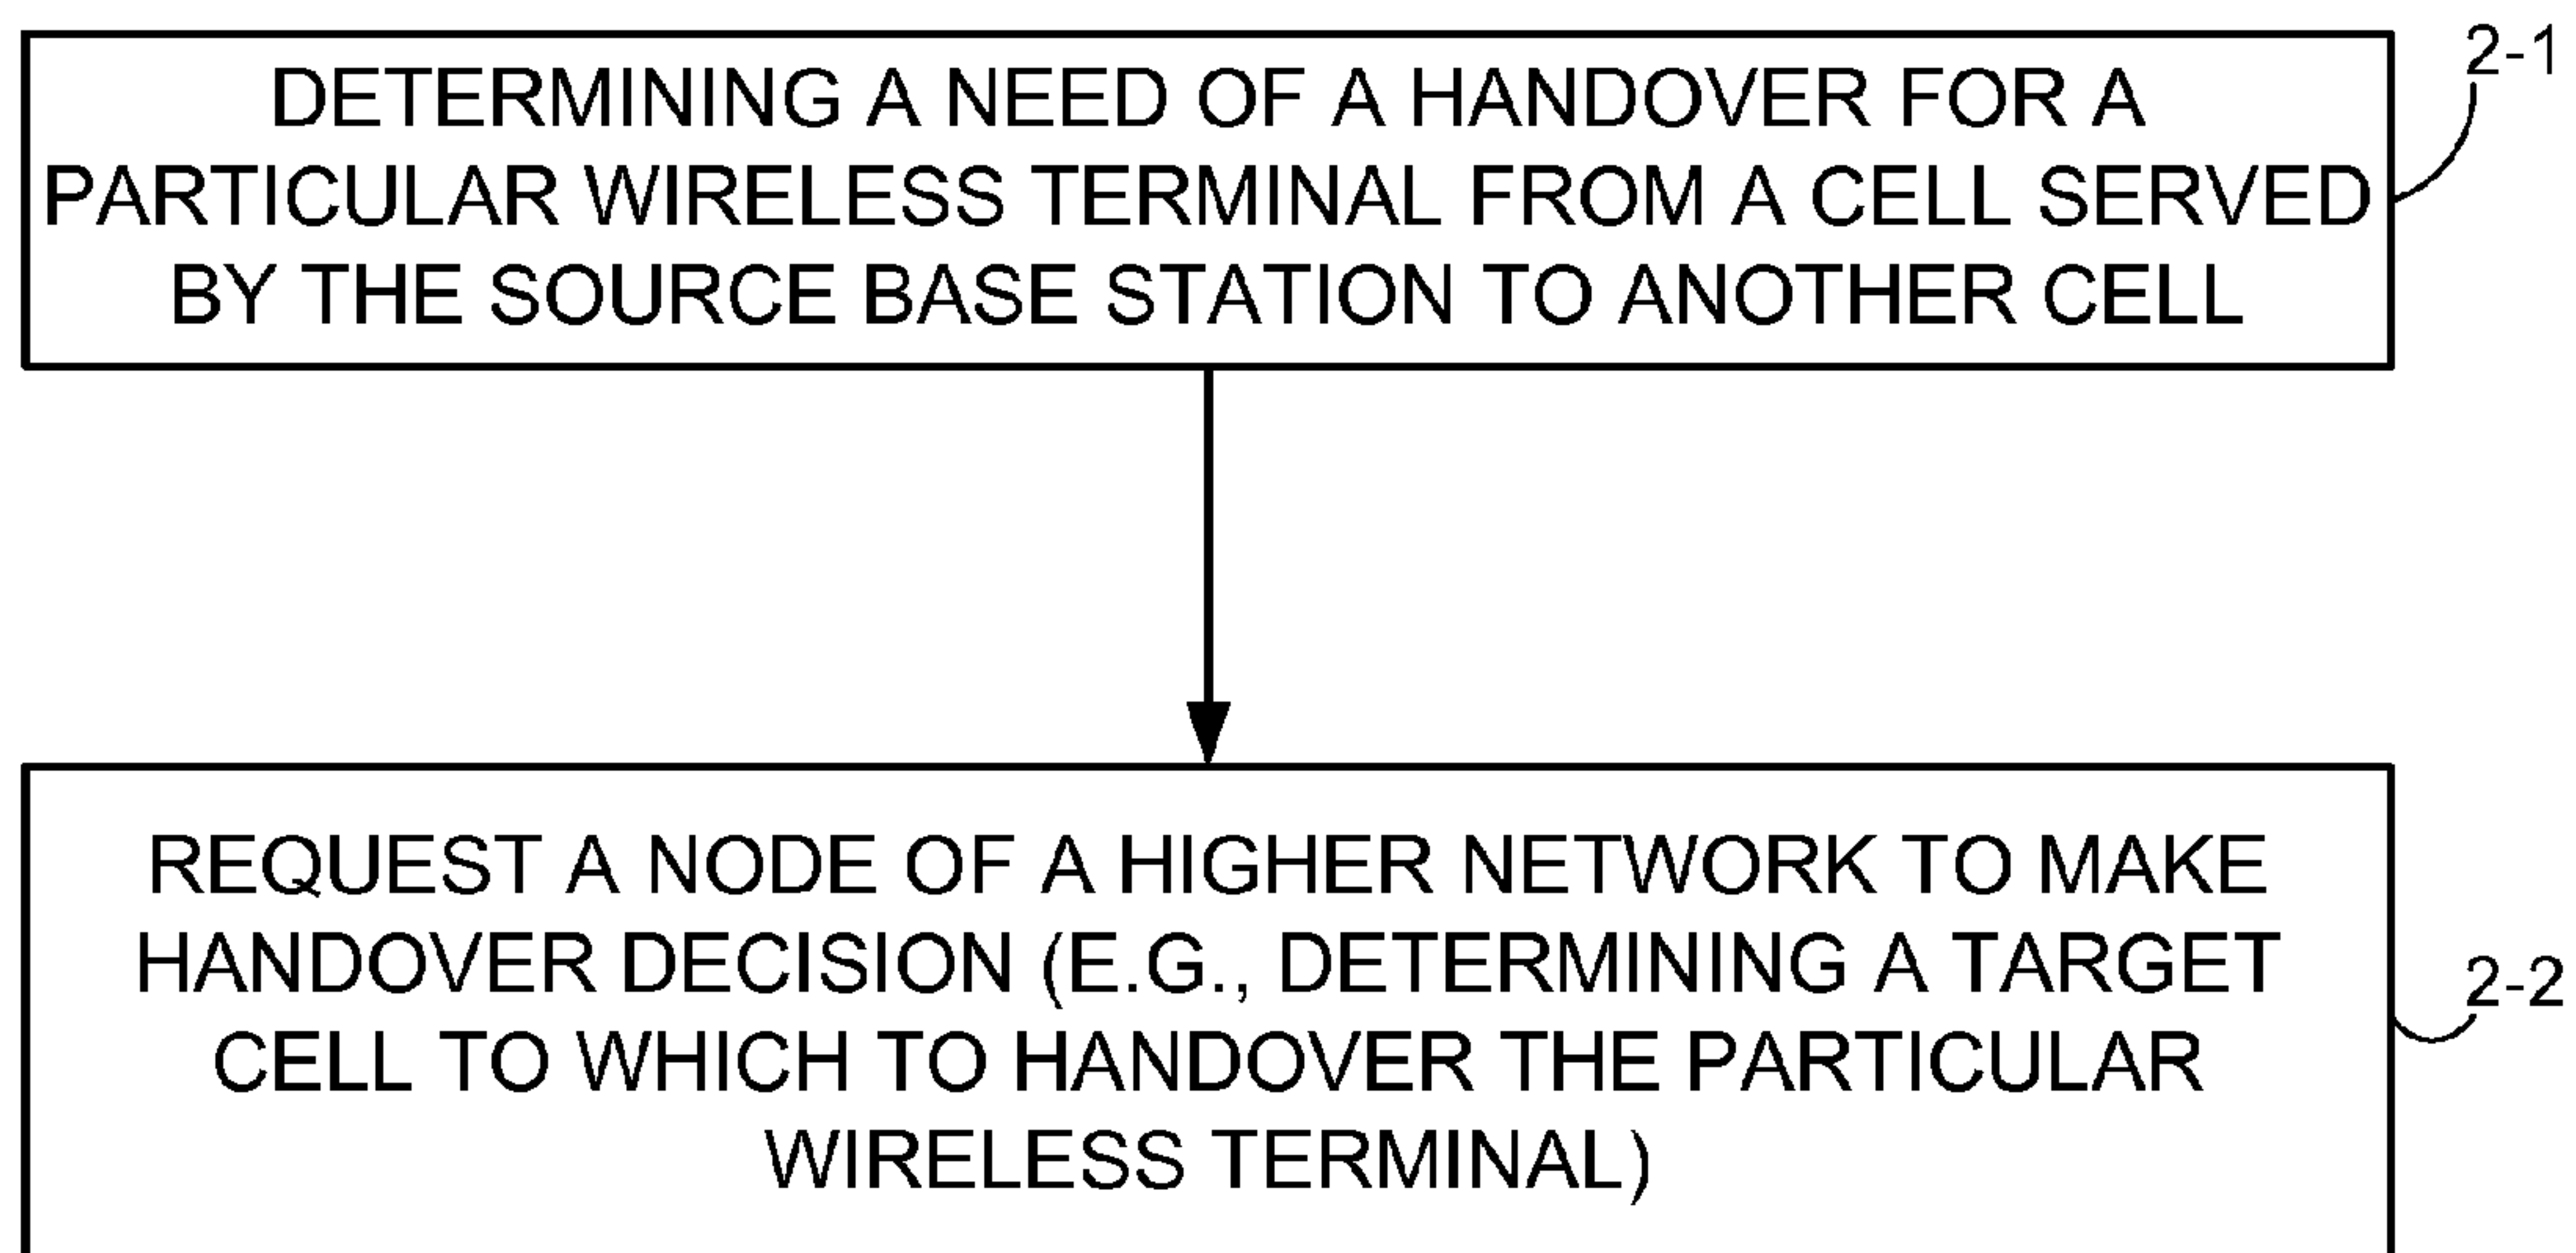 2-1
DETERMINING A NEED OF A HANDOVER FOR A
PARTICULAR WIRELESS TERMINAL FROM A CELL SERVED
BY THE SOURCE BASE STATION TO ANOTHER CELL
REQUEST A NODE OF A HIGHER NETWORK TO MAKE
HANDOVER DECISION (E.G., DETERMINING A TARGET
CELL TO WHICH TO HANDOVER THE PARTICULAR
WIRELESS TERMINAL)
2-2